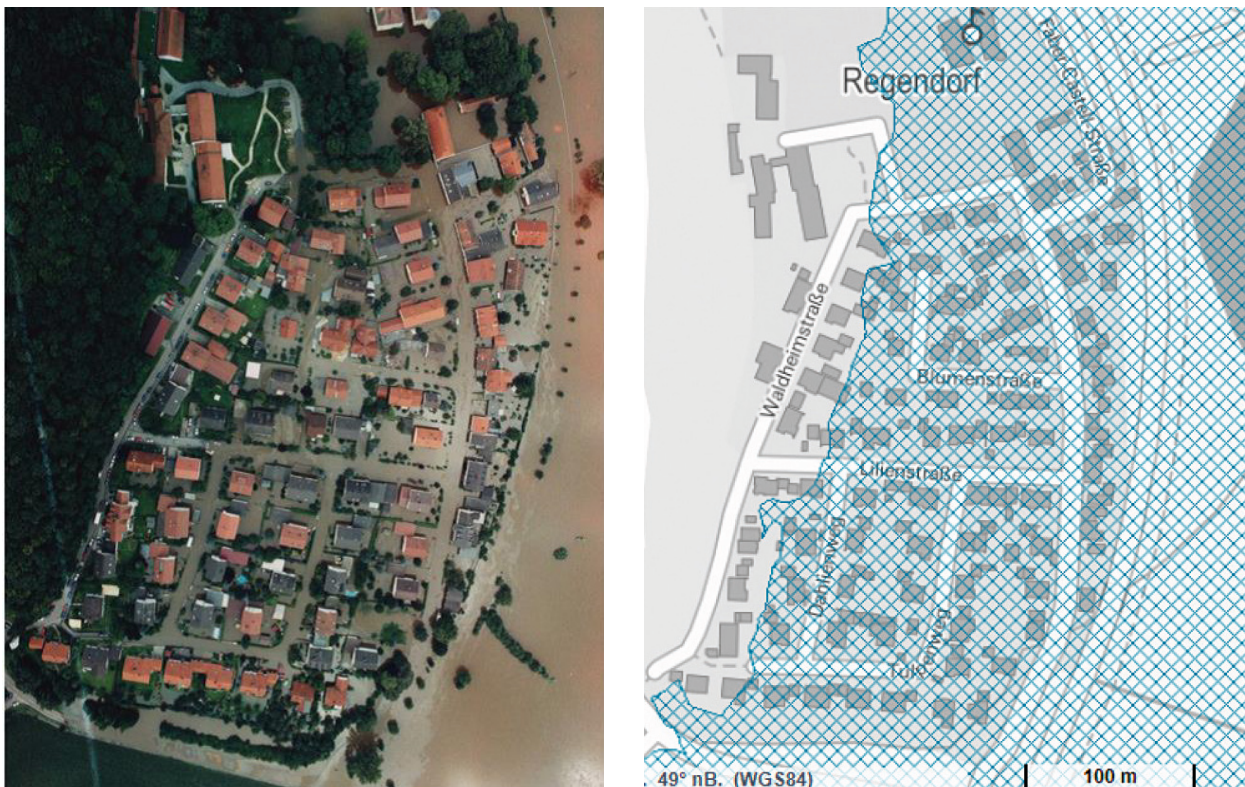 Regendorf
Faber-Castell-Straße
Waldheimstraße
Blumenstraße
Lilienstraße
Dahlienweg
Tulpenweg
49° nB. (WGS84)
100 m